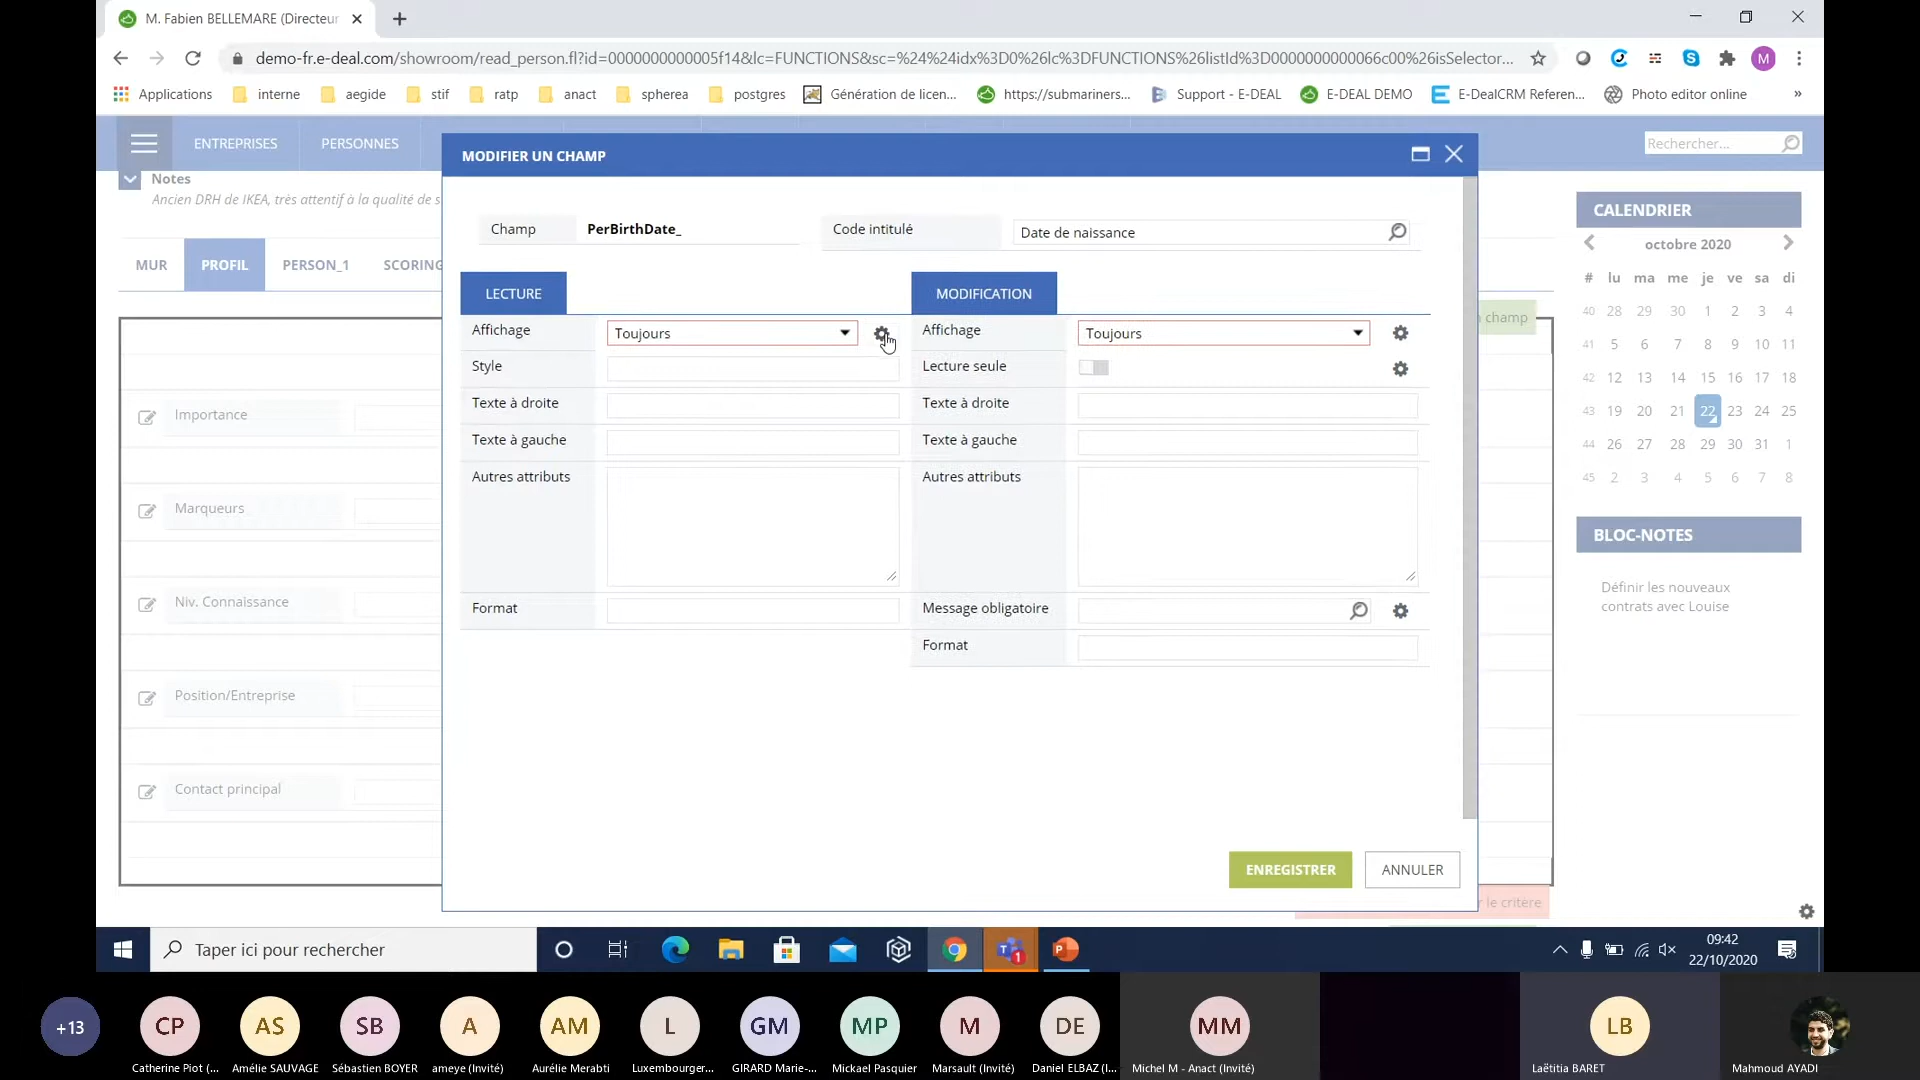 M. Fabien BELLEMARE (Directeur
demo-fr.e-deal.com/showroom/read_person.fl?id=0000000000005f14&lc=FUNCTIONS&sc=%24%24idx%3D0%26lc%3DFUNCTIONS%26listId%3D0000000000066c00%26isSelector...
M
Applications
interne
aegide
stif
ratp
anact
spherea
postgres
Génération de licen...
https://submariners...
Support - E-DEAL
E-DEAL DEMO
E-DealCRM Referen...
Photo editor online
»
ENTREPRISES
PERSONNES
Rechercher...
Notes
Ancien DRH de IKEA, très attentif à la qualité de s
MUR
PROFIL
PERSON_1
SCORING
Importance
Marqueurs
Niv. Connaissance
Position/Entreprise
Contact principal
MODIFIER UN CHAMP
Champ
PerBirthDate_
Code intitulé
Date de naissance
LECTURE
MODIFICATION
Affichage
Toujours
Affichage
Toujours
Style
Lecture seule
Texte à droite
Texte à droite
Texte à gauche
Texte à gauche
Autres attributs
Autres attributs
Format
Message obligatoire
Format
ENREGISTRER
ANNULER
champ
le critère
CALENDRIER
octobre 2020
# lu ma me je ve sa di
40 28 29 30 1 2 3 4
41 5 6 7 8 9 10 11
42 12 13 14 15 16 17 18
43 19 20 21 22 23 24 25
44 26 27 28 29 30 31 1
45 2 3 4 5 6 7 8
BLOC-NOTES
Définir les nouveaux
contrats avec Louise
Taper ici pour rechercher
1
09:42
22/10/2020
+13
CP
AS
SB
A
AM
L
GM
MP
M
DE
MM
LB
Catherine Piot (...
Amélie SAUVAGE
Sébastien BOYER
ameye (Invité)
Aurélie Merabti
Luxembourger...
GIRARD Marie-...
Mickael Pasquier
Marsault (Invité)
Daniel ELBAZ (I...
Michel M - Anact (Invité)
Laëtitia BARET
Mahmoud AYADI